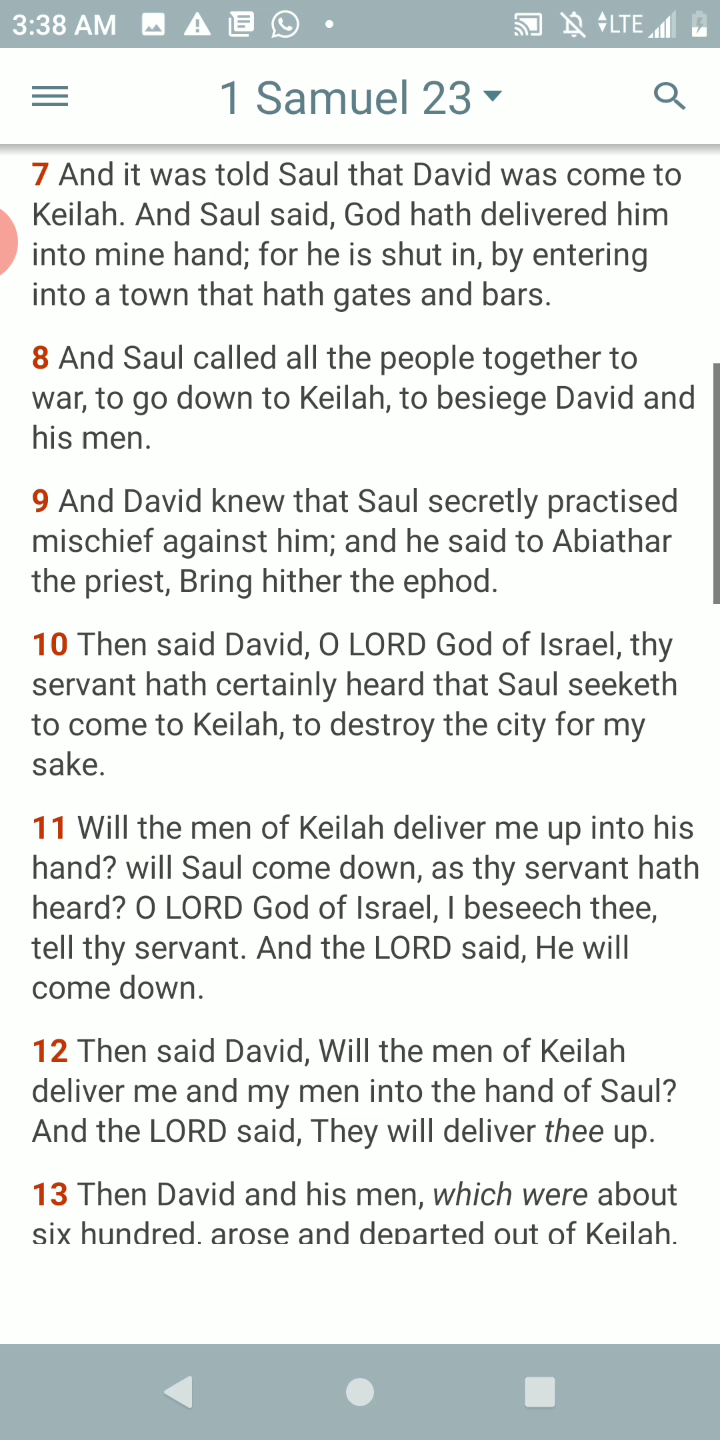 3:38 AM
LTE
1 Samuel 23
7 And it was told Saul that David was come to
Keilah. And Saul said, God hath delivered him
into mine hand; for he is shut in, by entering
into a town that hath gates and bars.
8 And Saul called all the people together to
war, to go down to Keilah, to besiege David and
his men.
9 And David knew that Saul secretly practised
mischief against him; and he said to Abiathar
the priest, Bring hither the ephod.
10 Then said David, O LORD God of Israel, thy
servant hath certainly heard that Saul seeketh
to come to Keilah, to destroy the city for my
sake.
11 Will the men of Keilah deliver me up into his
hand? will Saul come down, as thy servant hath
heard? O LORD God of Israel, I beseech thee,
tell thy servant. And the LORD said, He will
come down.
12 Then said David, Will the men of Keilah
deliver me and my men into the hand of Saul?
And the LORD said, They will deliver thee up.
13 Then David and his men, which were about
six hundred, arose and departed out of Keilah,